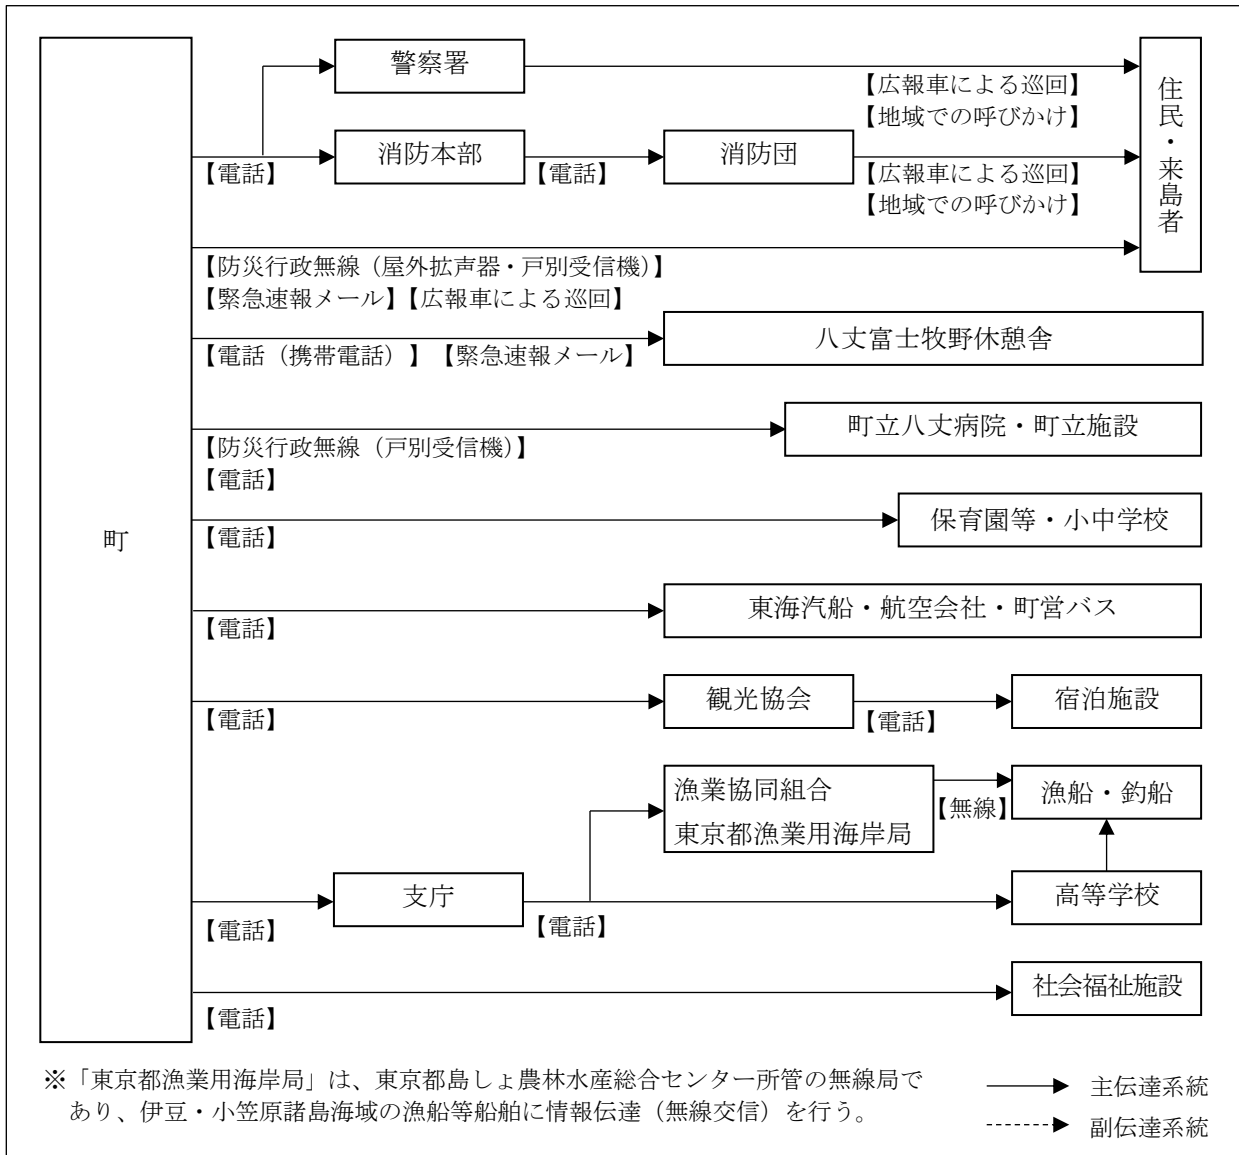 警察署
【広報車による巡回】
【地域での呼びかけ】
住民・来島者
消防本部
消防団
【電話】
【電話】
【広報車による巡回】
【地域での呼びかけ】
【防災行政無線（屋外拡声器・戸別受信機）】
【緊急速報メール】【広報車による巡回】
八丈富士牧野休憩舎
【電話（携帯電話）】【緊急速報メール】
町立八丈病院・町立施設
【防災行政無線（戸別受信機）】
【電話】
町
保育園等・小中学校
【電話】
東海汽船・航空会社・町営バス
【電話】
観光協会
宿泊施設
【電話】
【電話】
漁業協同組合
東京都漁業用海岸局
【無線】
漁船・釣船
支庁
高等学校
【電話】
【電話】
社会福祉施設
【電話】
※「東京都漁業用海岸局」は、東京都島しょ農林水産総合センター所管の無線局で
あり、伊豆・小笠原諸島海域の漁船等船舶に情報伝達（無線交信）を行う。
主伝達系統
副伝達系統